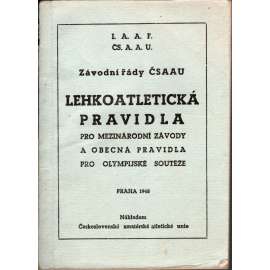 I. A. A. F.
ČS. A. A. U.
Závodní řády ČSAAU
LEHKOATLETICKÁ
PRAVIDLA
PRO MEZINÁRODNÍ ZÁVODY
A OBECNÁ PRAVIDLA
PRO OLYMPIJSKÉ SOUTĚŽE
PRAHA 1948
Nákladem
Československé amatérské atletické unie